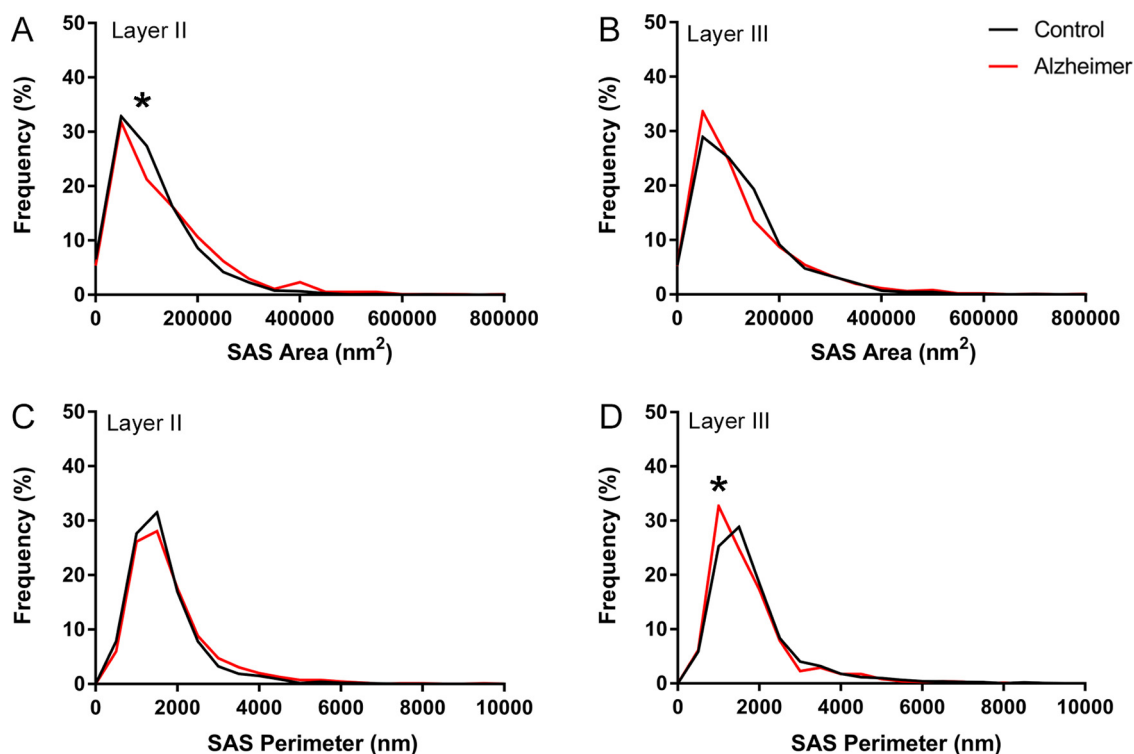 A
Layer II
*
50
40
30
20
10
0
Frequency (%)
0 200000 400000 600000 800000
SAS Area (nm²)
B
Layer III
Control
Alzheimer
50
40
30
20
10
0
Frequency (%)
0 200000 400000 600000 800000
SAS Area (nm²)
C
Layer II
50
40
30
20
10
0
Frequency (%)
0 2000 4000 6000 8000 10000
SAS Perimeter (nm)
D
Layer III
*
50
40
30
20
10
0
Frequency (%)
0 2000 4000 6000 8000 10000
SAS Perimeter (nm)